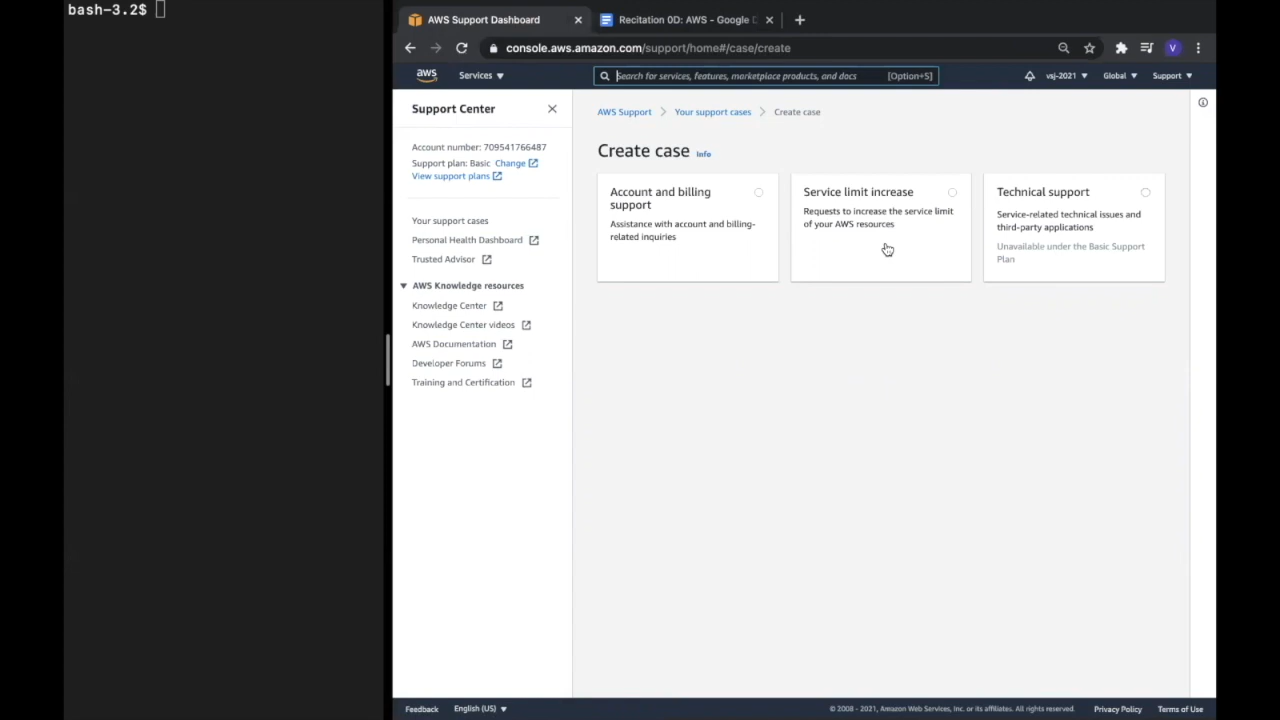 bash-3.2$
AWS Support Dashboard
Recitation 0D: AWS - Google D
console.aws.amazon.com/support/home#/case/create
V
aws
Services
Search for services, features, marketplace products, and docs
[Option+S]
vsj-2021
Global
Support
Support Center
Account number: 709541766487
Support plan: Basic Change
View support plans
Your support cases
Personal Health Dashboard
Trusted Advisor
AWS Knowledge resources
Knowledge Center
Knowledge Center videos
AWS Documentation
Developer Forums
Training and Certification
AWS Support > Your support cases > Create case
Create case Info
Account and billing
support
Assistance with account and billing-
related inquiries
Service limit increase
Requests to increase the service limit
of your AWS resources
Technical support
Service-related technical issues and
third-party applications
Unavailable under the Basic Support
Plan
Feedback
English (US)
© 2008 - 2021, Amazon Web Services, Inc. or its affiliates. All rights reserved.
Privacy Policy
Terms of Use